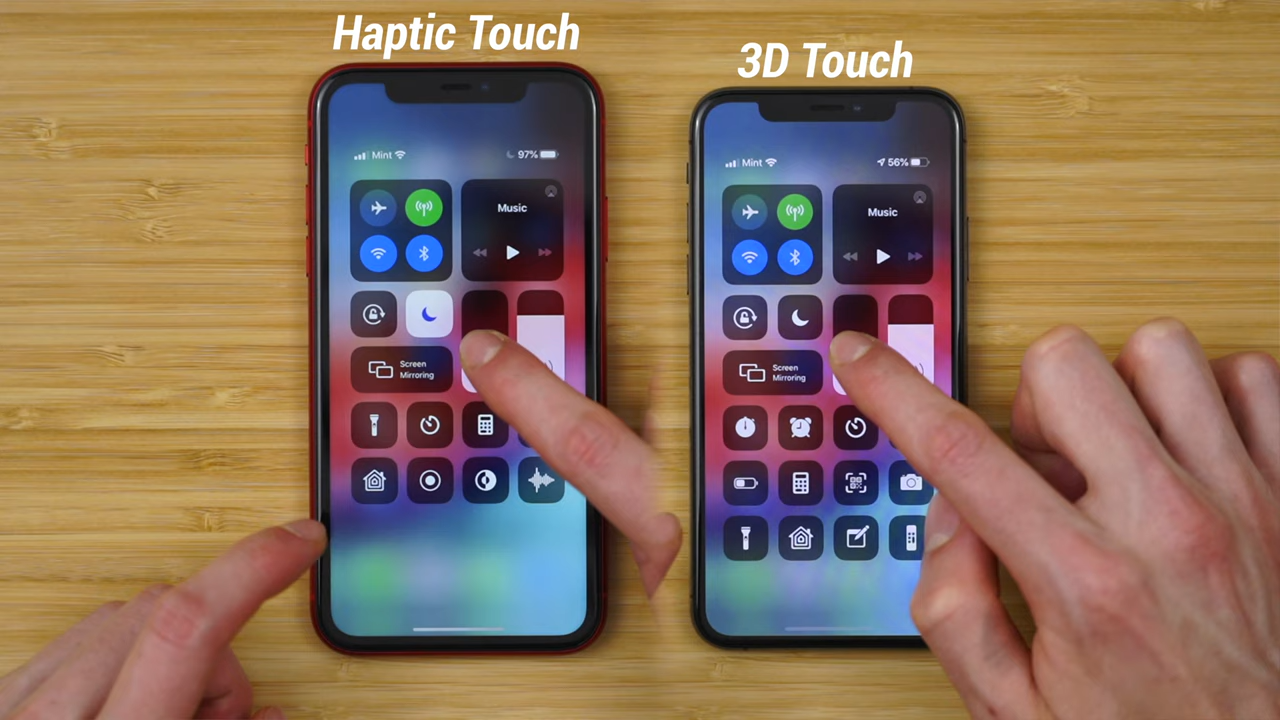 Haptic Touch
3D Touch
Mint
97%
Music
Screen
Mirroring
Mint
56%
Music
Screen
Mirroring